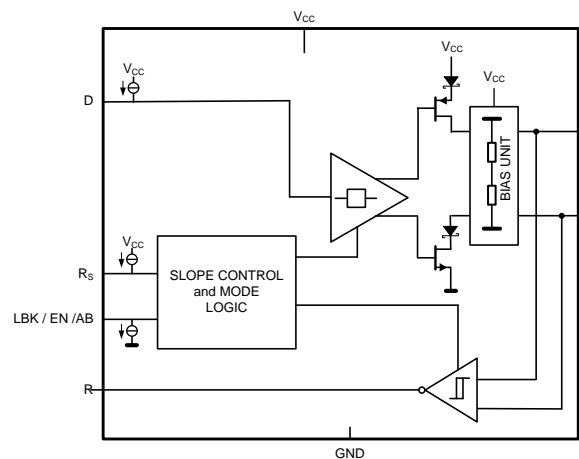 VCC
VCC
D
VCC
VCC
BIAS UNIT
VCC
RS
SLOPE CONTROL
and MODE
LOGIC
LBK / EN /AB
R
GND